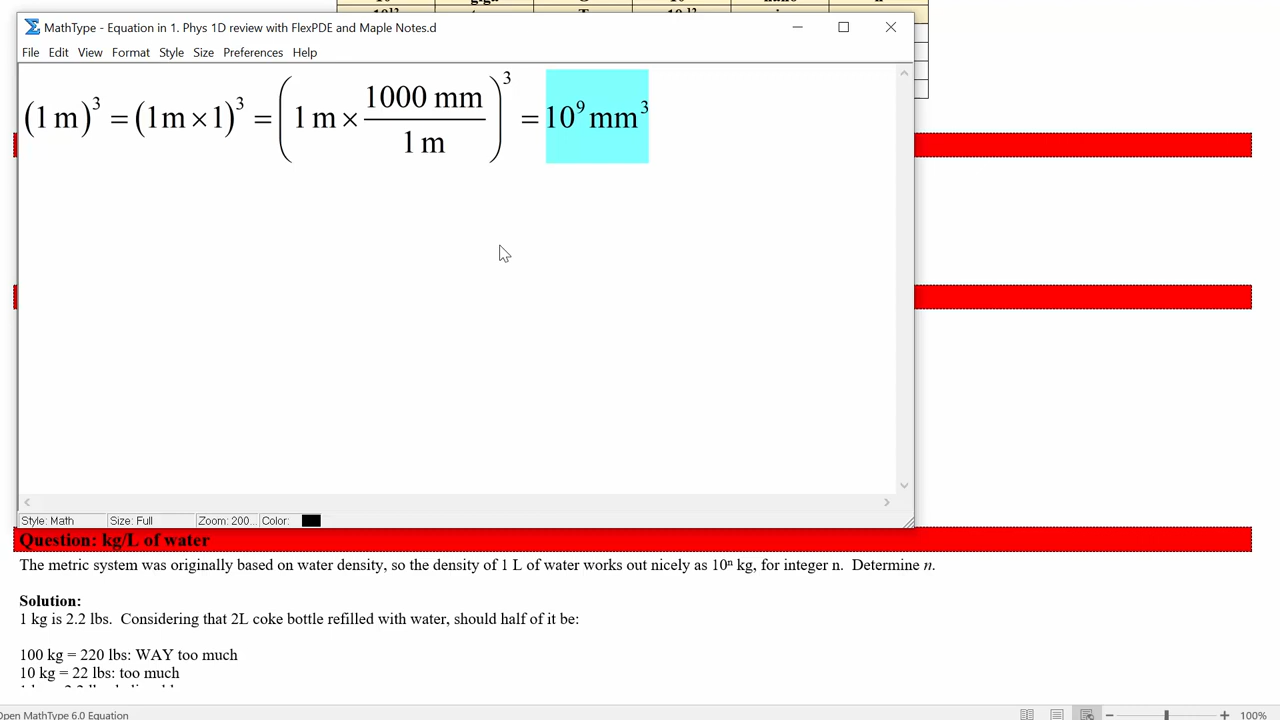 MathType - Equation in 1. Phys 1D review with FlexPDE and Maple Notes.d
File Edit View Format Style Size Preferences Help
(1 m)³ = (1m×1)³ = (1 m× 1000 mm / 1 m)³ = 10⁹ mm³
Style: Math Size: Full Zoom: 200... Color:
Question: kg/L of water
The metric system was originally based on water density, so the density of 1 L of water works out nicely as 10ⁿ kg, for integer n. Determine n.
Solution:
1 kg is 2.2 lbs. Considering that 2L coke bottle refilled with water, should half of it be:
100 kg = 220 lbs: WAY too much
10 kg = 22 lbs: too much
Open MathType 6.0 Equation
100%